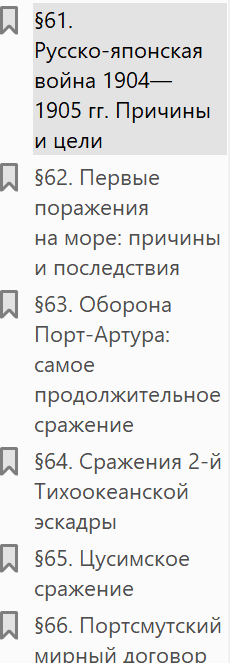 §61.
Русско-японская
война 1904—
1905 гг. Причины
и цели
§62. Первые
поражения
на море: причины
и последствия
§63. Оборона
Порт-Артура:
самое
продолжительное
сражение
§64. Сражения 2-й
Тихоокеанской
эскадры
§65. Цусимское
сражение
§66. Портсмутский
мирный договор